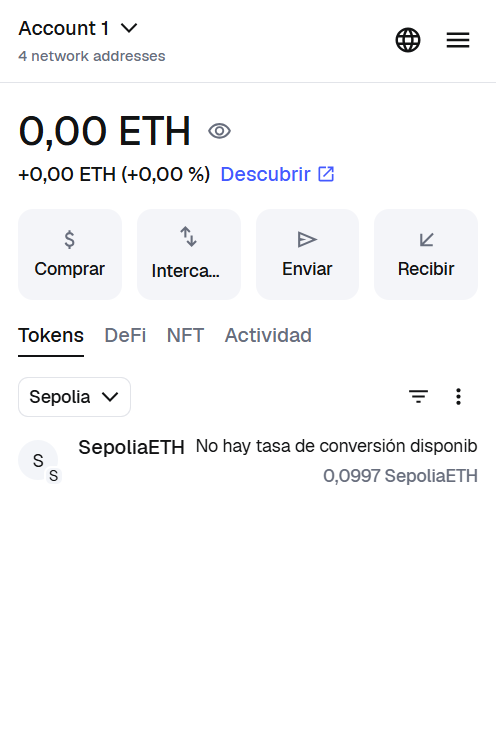 Account 1
4 network addresses
0,00 ETH
+0,00 ETH (+0,00 %) Descubrir
Comprar
Interca...
Enviar
Recibir
Tokens DeFi NFT Actividad
Sepolia
S
S
SepoliaETH No hay tasa de conversión disponib
0,0997 SepoliaETH